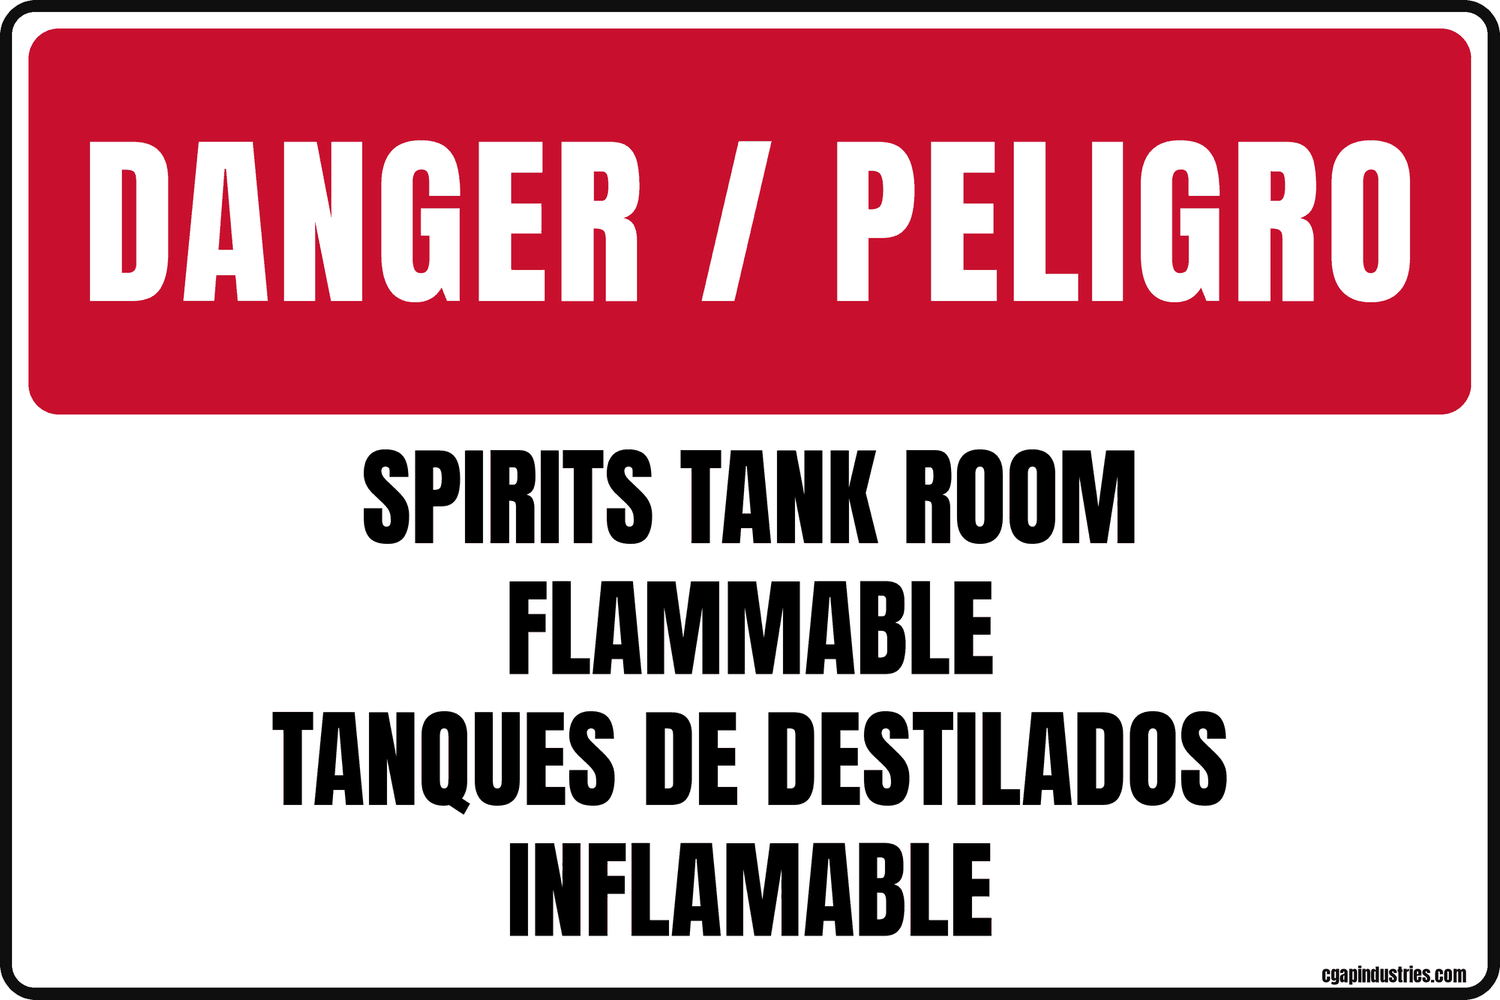 DANGER / PELIGRO
SPIRITS TANK ROOM
FLAMMABLE
TANQUES DE DESTILADOS
INFLAMABLE
cgapindustries.com